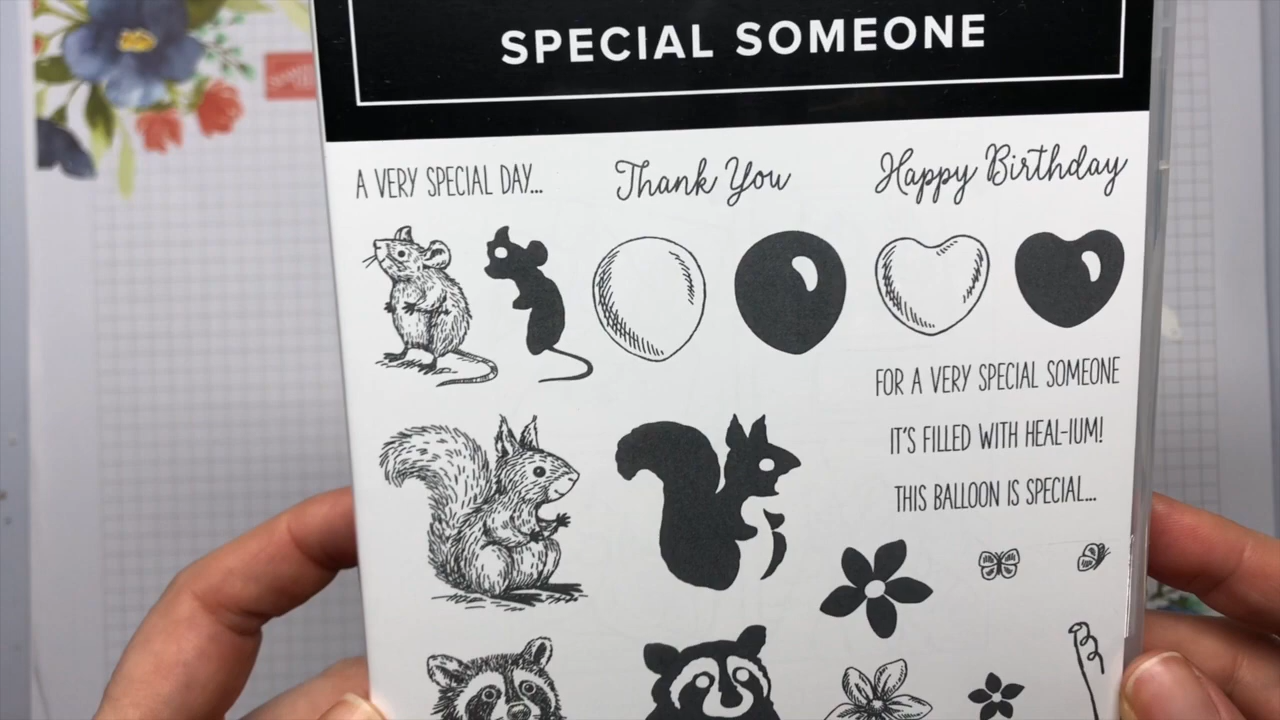 SPECIAL SOMEONE
A VERY SPECIAL DAY...
Thank You
Happy Birthday
FOR A VERY SPECIAL SOMEONE
IT'S FILLED WITH HEAL-IUM!
THIS BALLOON IS SPECIAL...